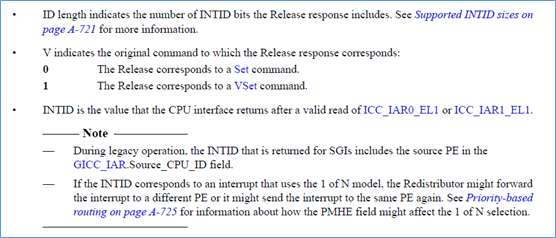 • ID length indicates the number of INTID bits the Release response includes. See Supported INTID sizes on
page A-721 for more information.
• V indicates the original command to which the Release response corresponds:
0 The Release corresponds to a Set command.
1 The Release corresponds to a VSet command.
• INTID is the value that the CPU interface returns after a valid read of ICC_IAR0_EL1 or ICC_IAR1_EL1.
Note
— During legacy operation, the INTID that is returned for SGIs includes the source PE in the
GICC_IAR.Source_CPU_ID field.
— If the INTID corresponds to an interrupt that uses the 1 of N model, the Redistributor might forward
the interrupt to a different PE or it might send the interrupt to the same PE again. See Priority-based
routing on page A-725 for information about how the PMHE field might affect the 1 of N selection.